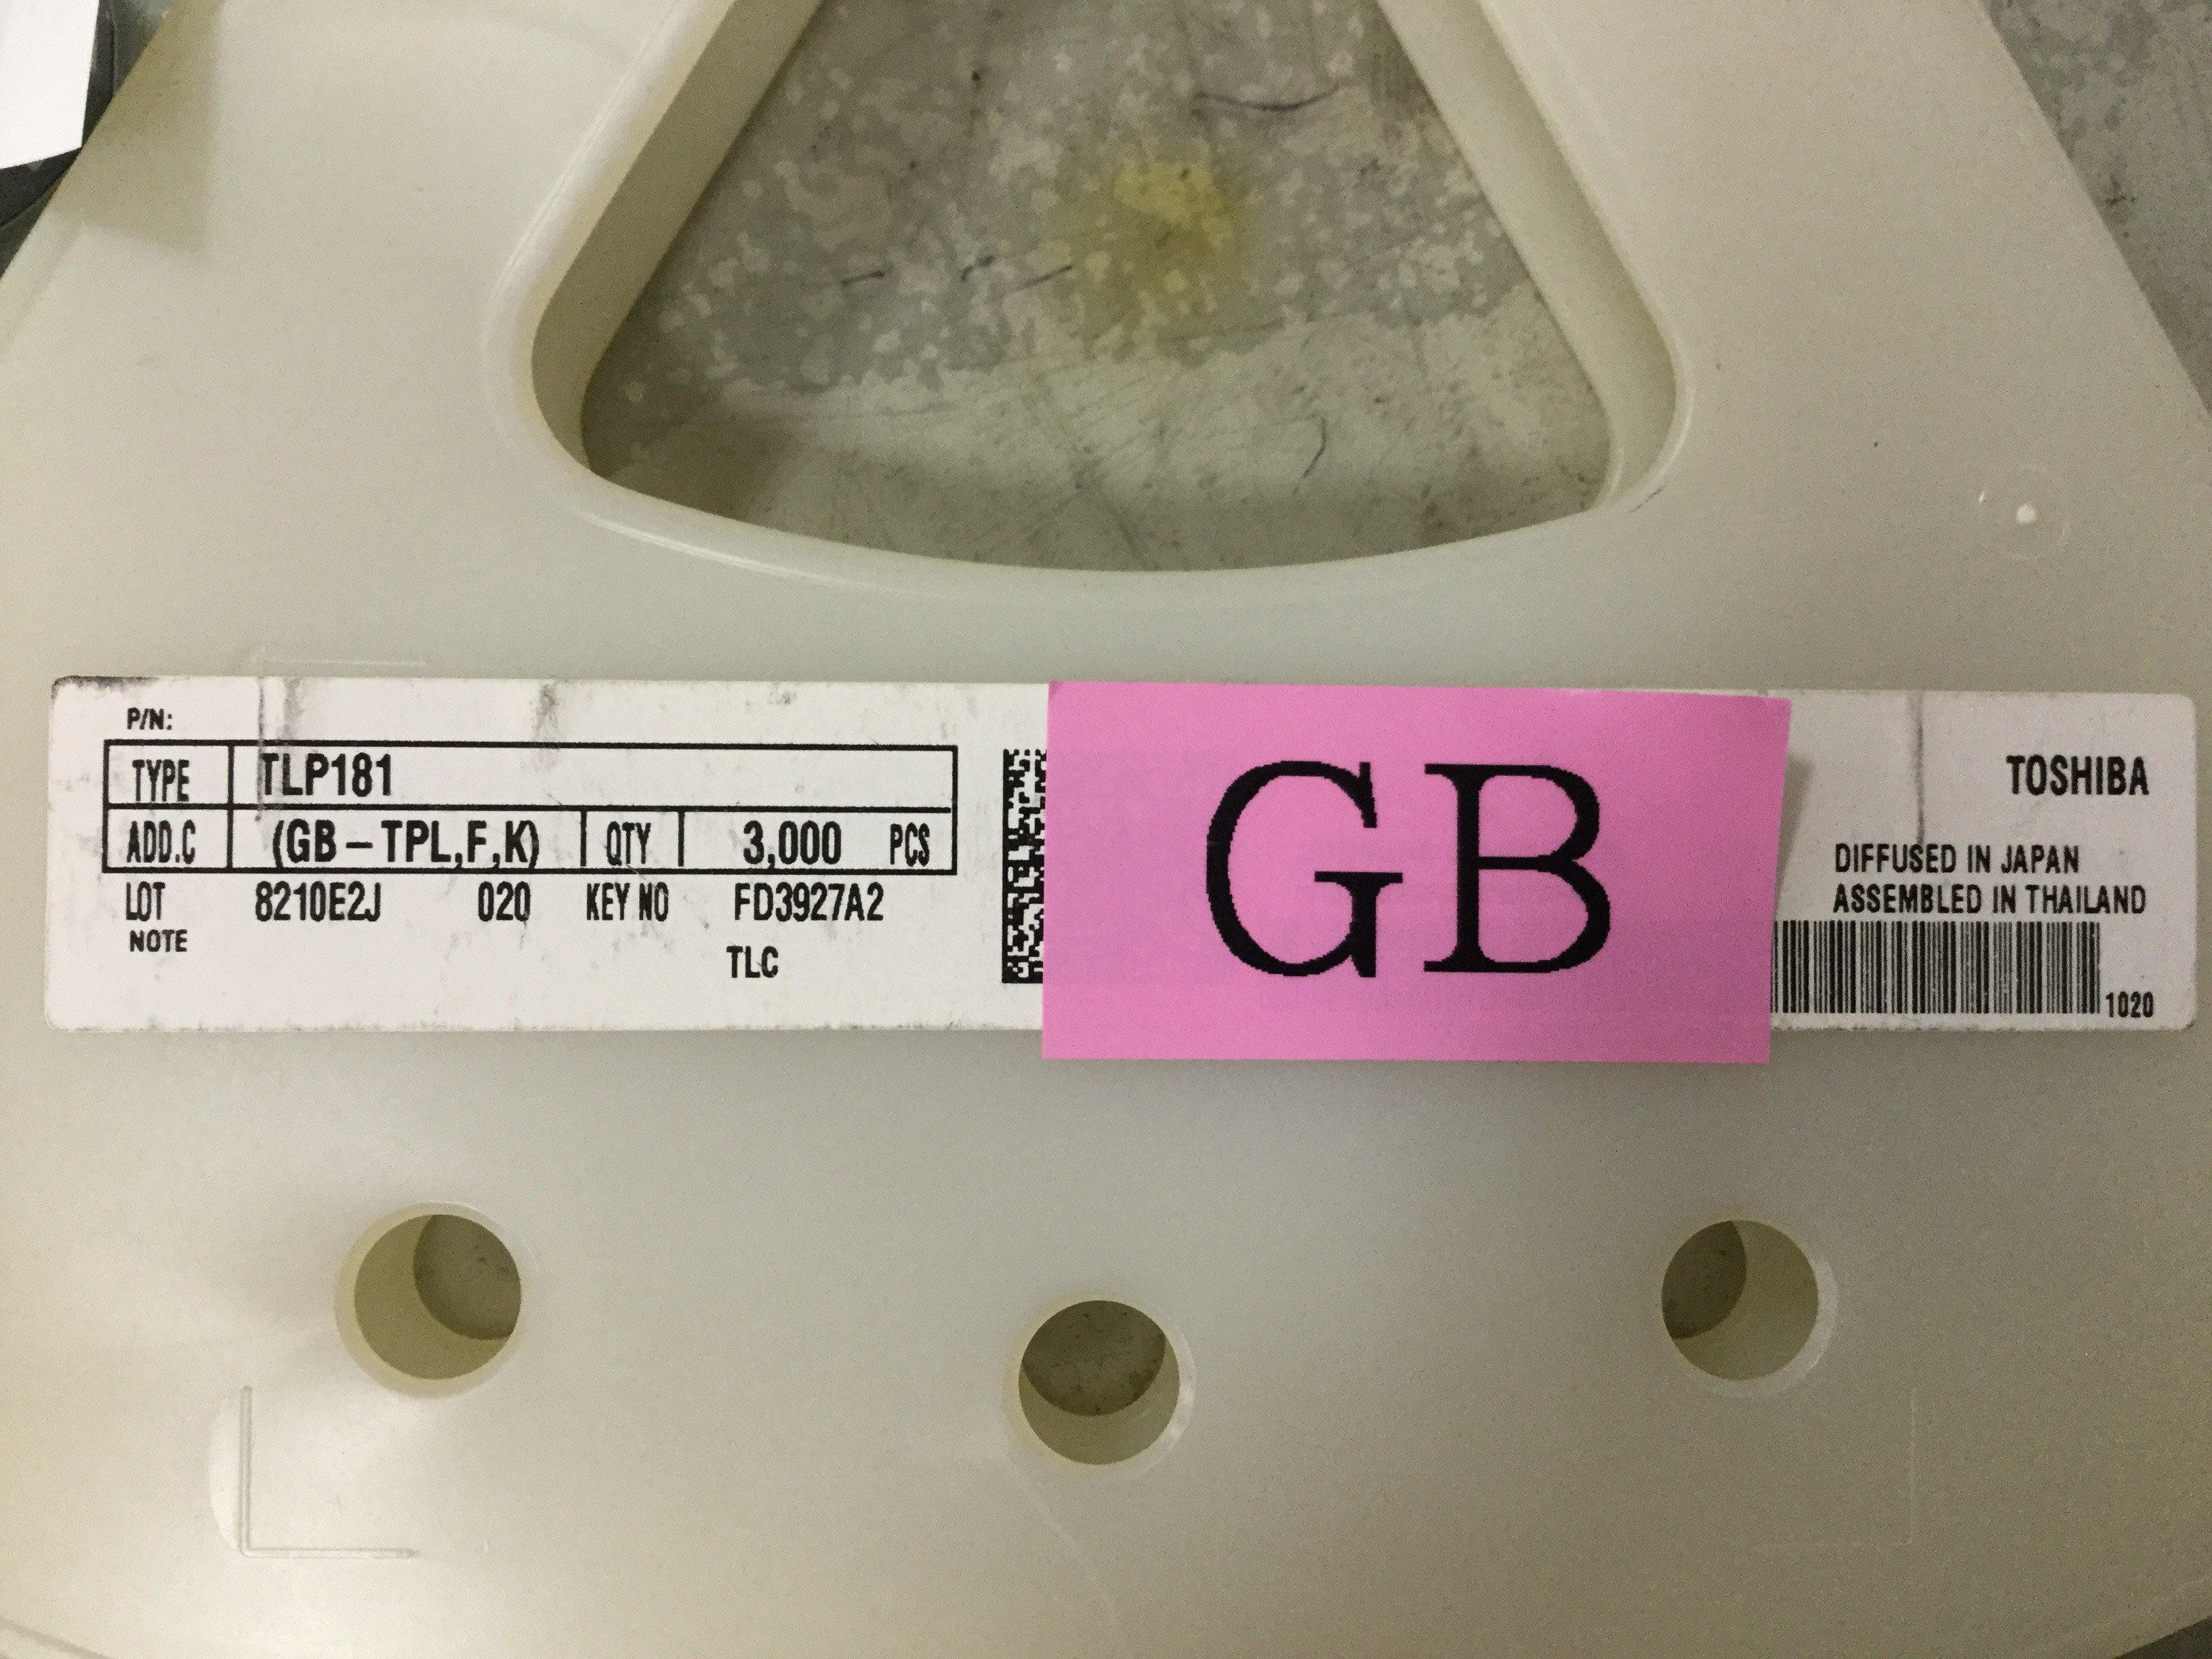 P/N:
TYPE TLP181
ADD.C (GB-TPL,F,K) QTY 3,000 PCS
LOT 8210E2J 020 KEY NO FD3927A2
NOTE
TLC
GB
TOSHIBA
DIFFUSED IN JAPAN
ASSEMBLED IN THAILAND
1020